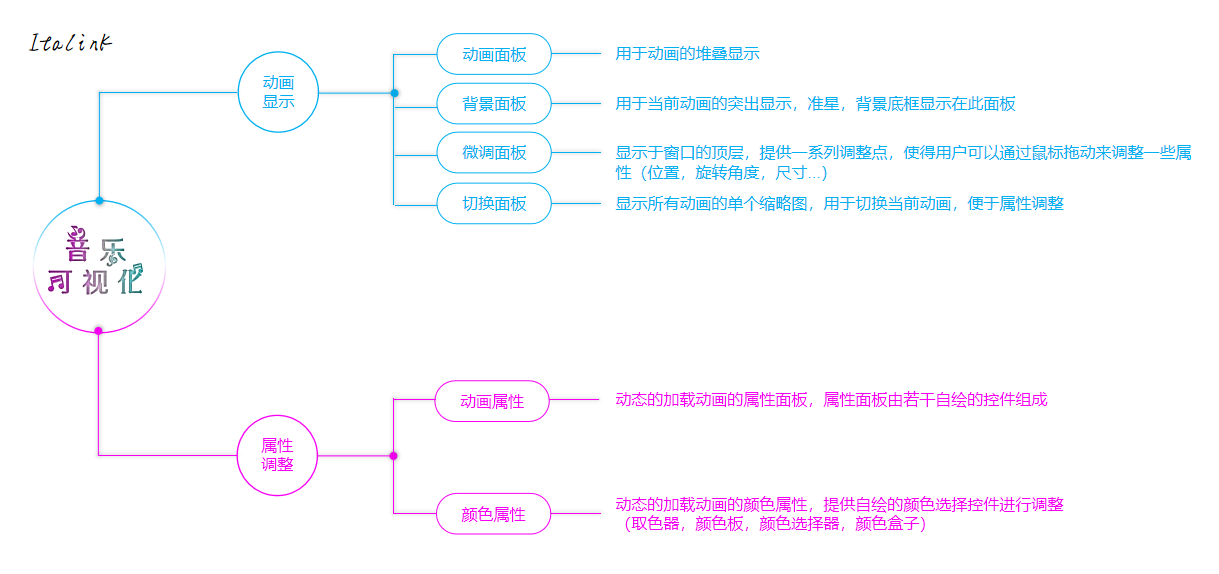 Italink
动画
显示
动画面板
用于动画的堆叠显示
背景面板
用于当前动画的突出显示，准星，背景底框显示在此面板
微调面板
显示于窗口的顶层，提供一系列调整点，使得用户可以通过鼠标拖动来调整一些属
性（位置，旋转角度，尺寸...）
切换面板
显示所有动画的单个缩略图，用于切换当前动画，便于属性调整
音乐
可视化
属性
调整
动画属性
动态的加载动画的属性面板，属性面板由若干自绘的控件组成
颜色属性
动态的加载动画的颜色属性，提供自绘的颜色选择控件进行调整
（取色器，颜色板，颜色选择器，颜色盒子）